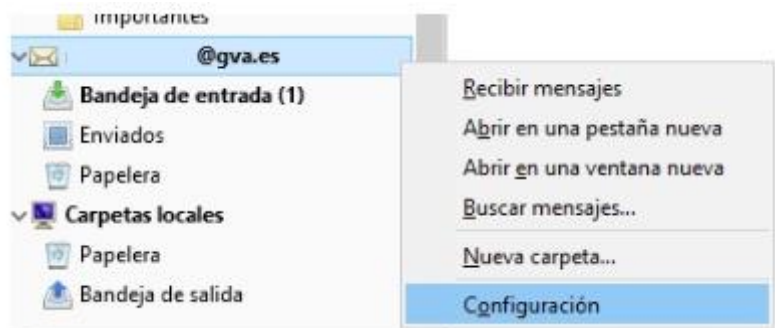 Importantes
@gva.es
Bandeja de entrada (1)
Enviados
Papelera
Carpetas locales
Papelera
Bandeja de salida
Recibir mensajes
Abrir en una pestaña nueva
Abrir en una ventana nueva
Buscar mensajes...
Nueva carpeta...
Configuración